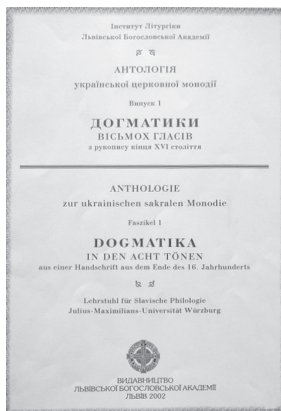 Інститут Літургіки
Львівської Богословської Академії
АНТОЛОГІЯ
української церковної монодії
Випуск 1
ДОГМАТИКИ
ВІСЬМОХ ГЛАСІВ
з рукопису кінця XVI століття
ANTHOLOGIE
zur ukrainischen sakralen Monodie
Faszikel 1
DOGMATIKA
IN DEN ACHT TÖNEN
aus einer Handschrift aus dem Ende des 16. Jahrhunderts
Lehrstuhl für Slavische Philologie
Julius-Maximilians-Universität Würzburg
ВИДАВНИЦТВО
ЛЬВІВСЬКОЇ БОГОСЛОВСЬКОЇ АКАДЕМІЇ
ЛЬВІВ 2002